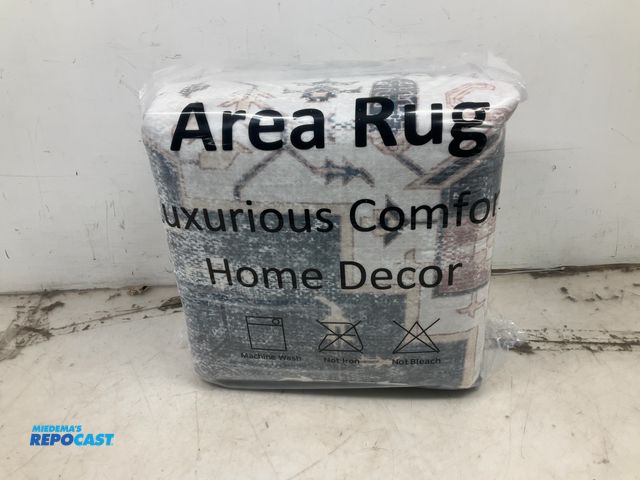 Area Rug
uxurious Comfor
Home Decor
Machine Wash Not Iron Not Bleach
MIEDEMA'S
REPOCAST